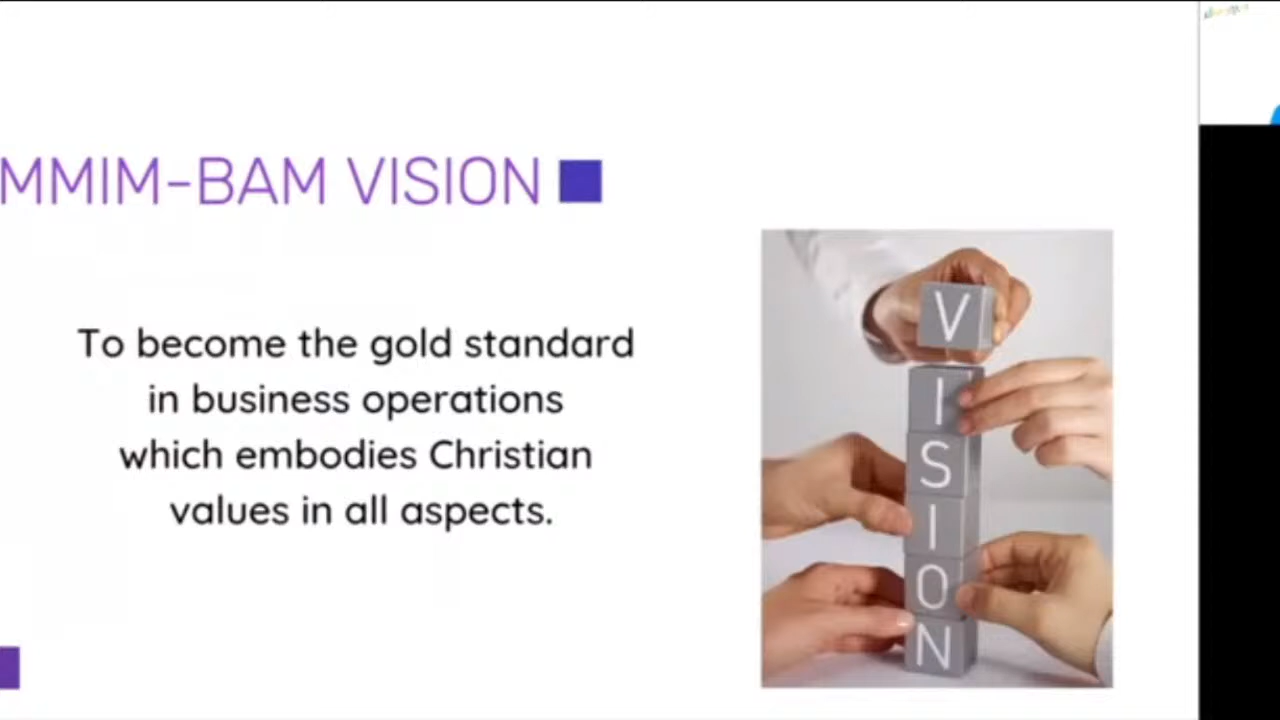 MMIM-BAM VISION
To become the gold standard
in business operations
which embodies Christian
values in all aspects.
V
I
S
I
O
N